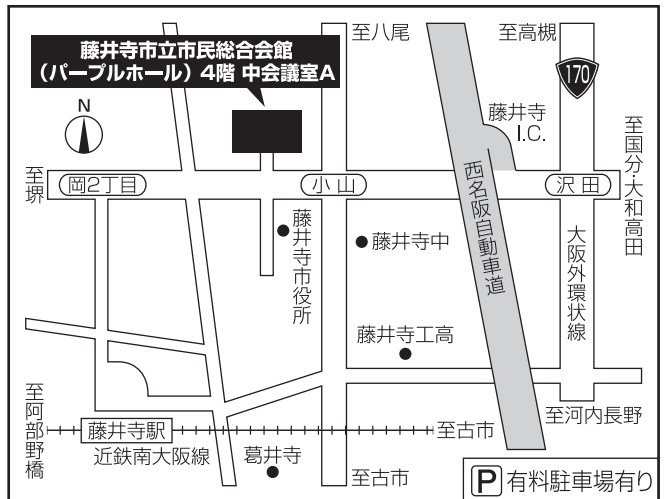 藤井寺市立市民総合会館
（パープルホール）4階 中会議室A
至八尾
至高槻
170
N
藤井寺
I.C.
至国分・大和高田
至堺
岡2丁目
小山
沢田
西名阪自動車道
藤井寺市役所
藤井寺中
大阪外環状線
藤井寺工高
至阿部野橋
至河内長野
藤井寺駅
至古市
近鉄南大阪線
葛井寺
至古市
P 有料駐車場有り